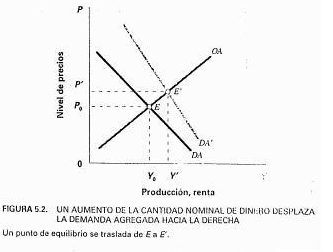 P
Nivel de precios
OA
P'
E'
P₀
E
DA'
DA
0
Y₀ Y'
Producción, renta
FIGURA 5.2. UN AUMENTO DE LA CANTIDAD NOMINAL DE DINERO DESPLAZA
LA DEMANDA AGREGADA HACIA LA DERECHA
Un punto de equilibrio se traslada de E a E'.